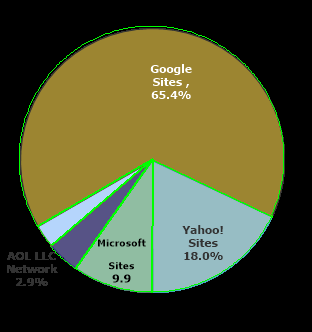 Google
Sites ,
65.4%
Yahoo!
Sites
18.0%
Microsoft
Sites
9.9
AOL LLC
Network
2.9%